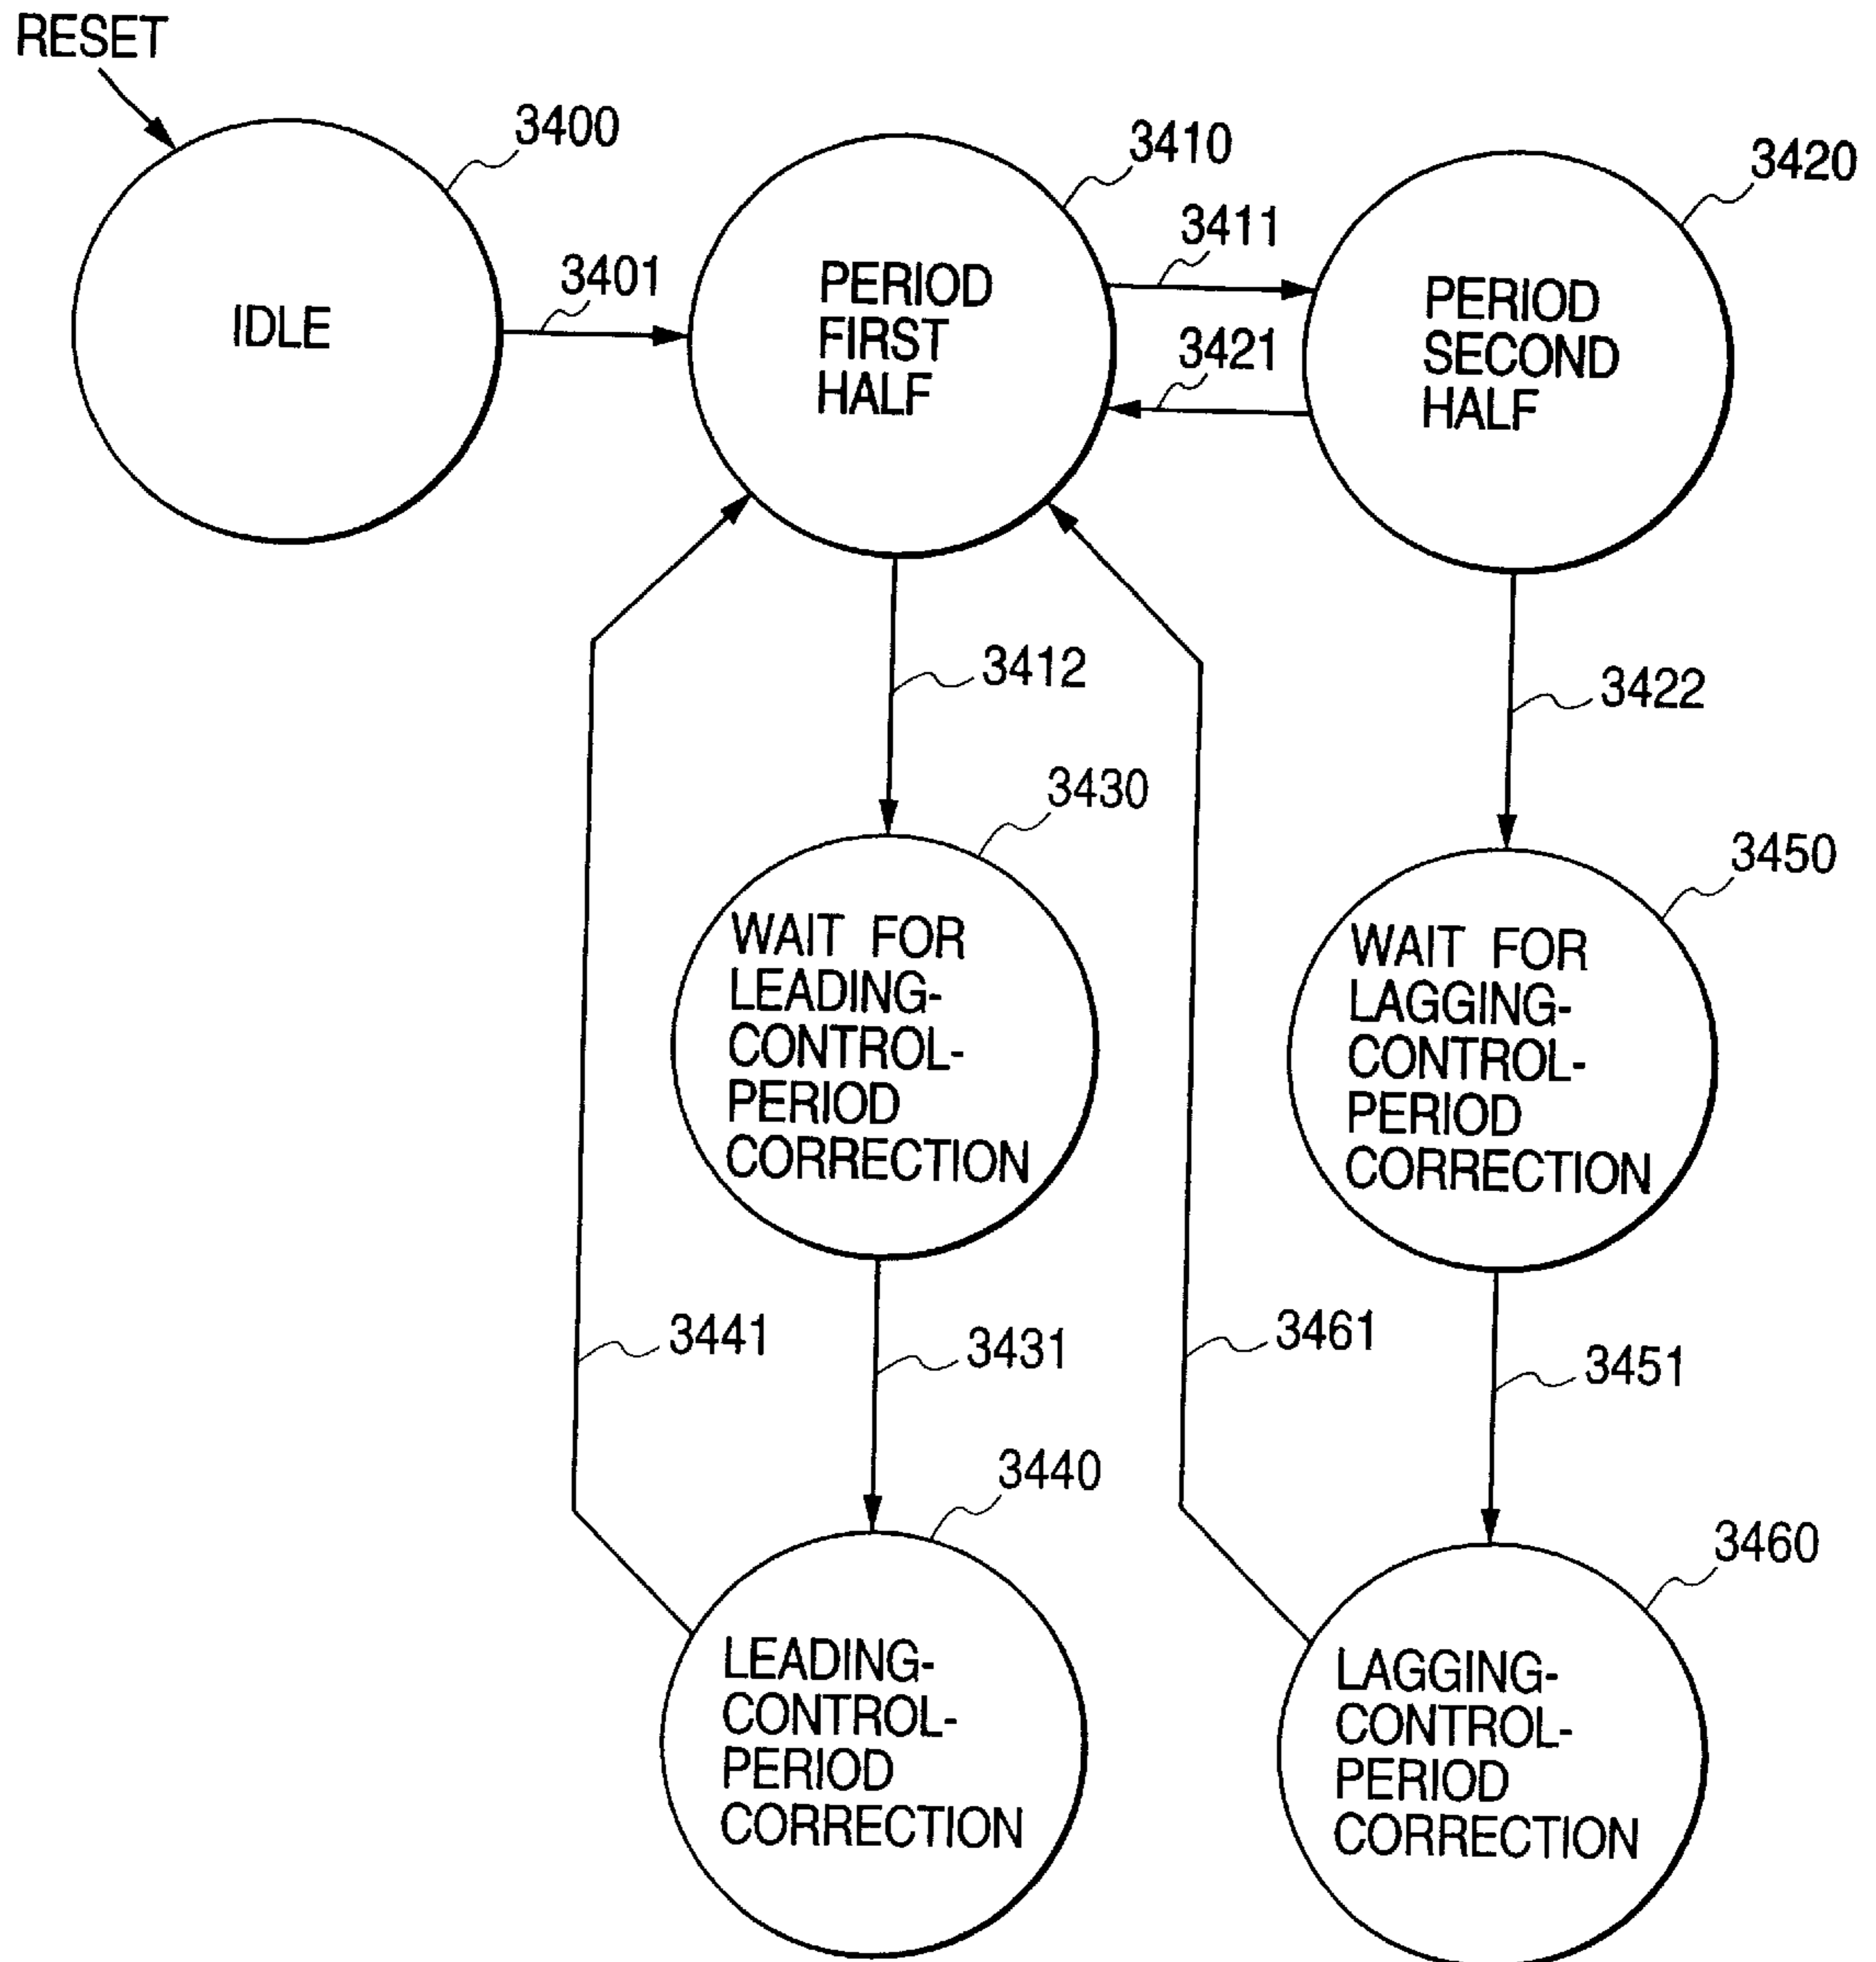 RESET
3400
3410
3420
IDLE
3401
PERIOD
FIRST
HALF
3411
3421
PERIOD
SECOND
HALF
3412
3422
3430
3450
WAIT FOR
LEADING-
CONTROL-
PERIOD
CORRECTION
WAIT FOR
LAGGING-
CONTROL-
PERIOD
CORRECTION
3441
3431
3461
3451
3440
3460
LEADING-
CONTROL-
PERIOD
CORRECTION
LAGGING-
CONTROL-
PERIOD
CORRECTION